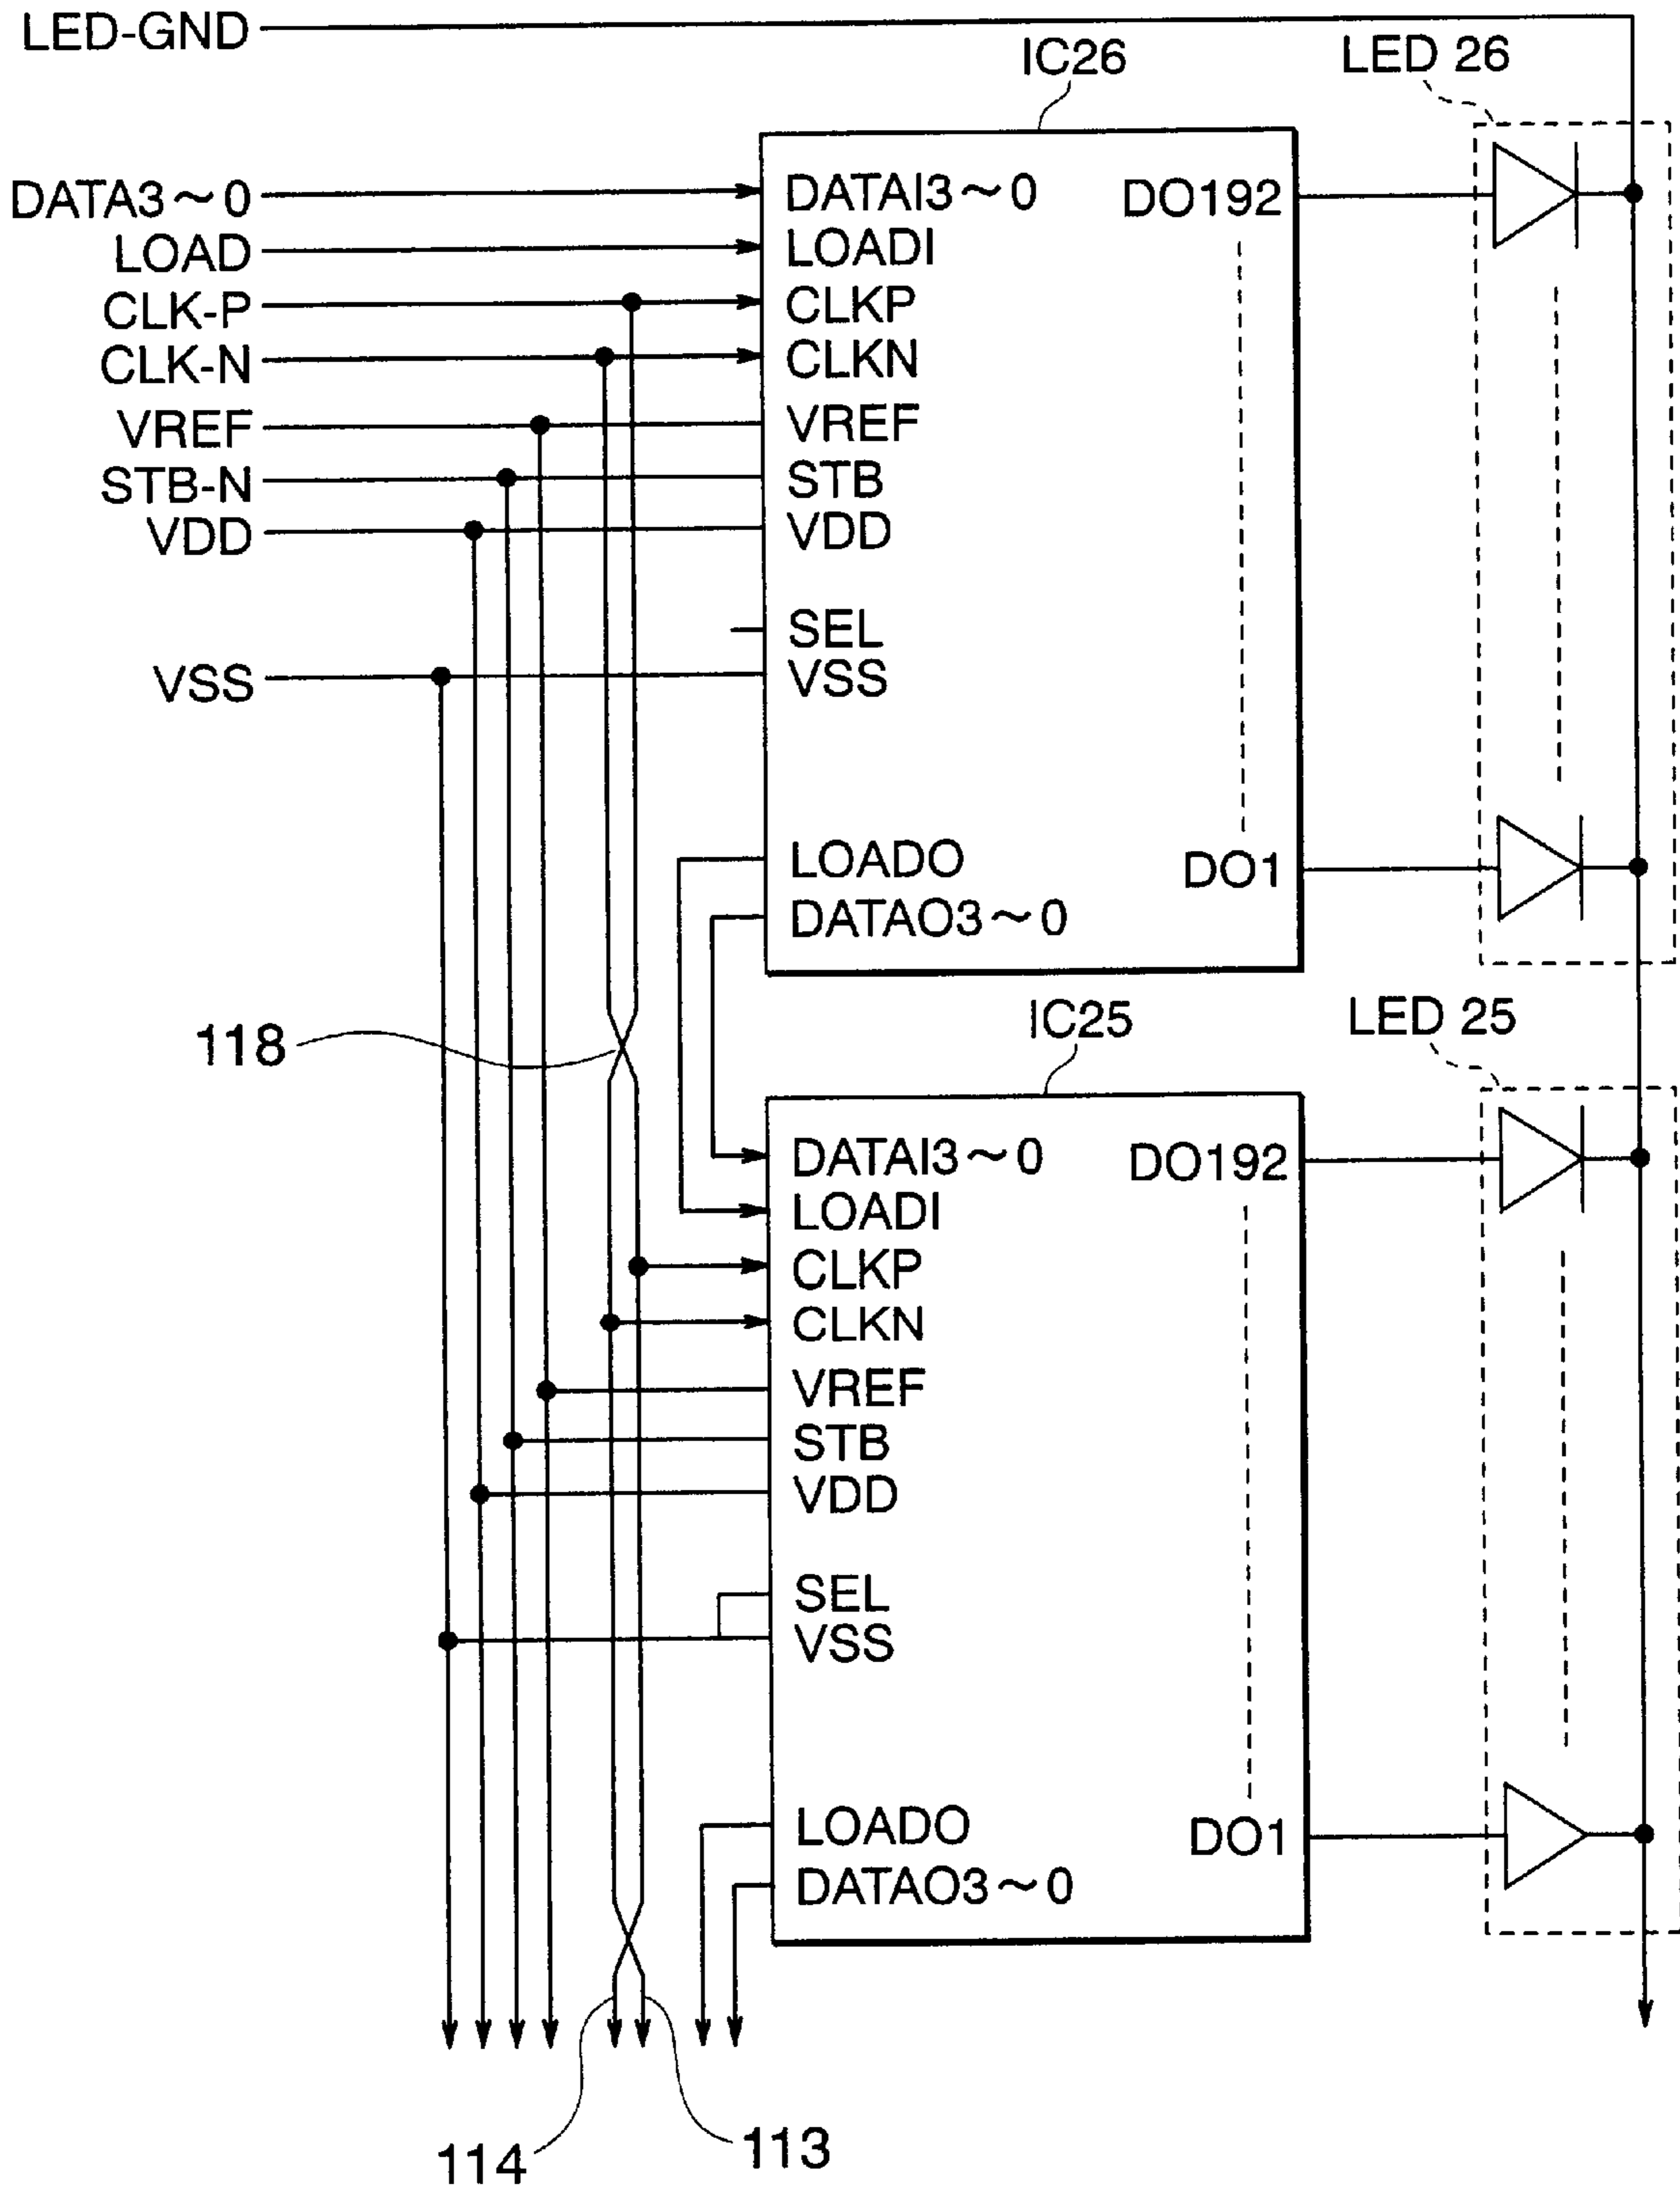 LED-GND
IC26
LED 26
DATA3~0
LOAD
CLK-P
CLK-N
VREF
STB-N
VDD
VSS
DATAI3~0
LOADI
CLKP
CLKN
VREF
STB
VDD
SEL
VSS
LOADO
DATAO3~0
DO192
DO1
118
IC25
LED 25
DATAI3~0
LOADI
CLKP
CLKN
VREF
STB
VDD
SEL
VSS
LOADO
DATAO3~0
DO192
DO1
114
113